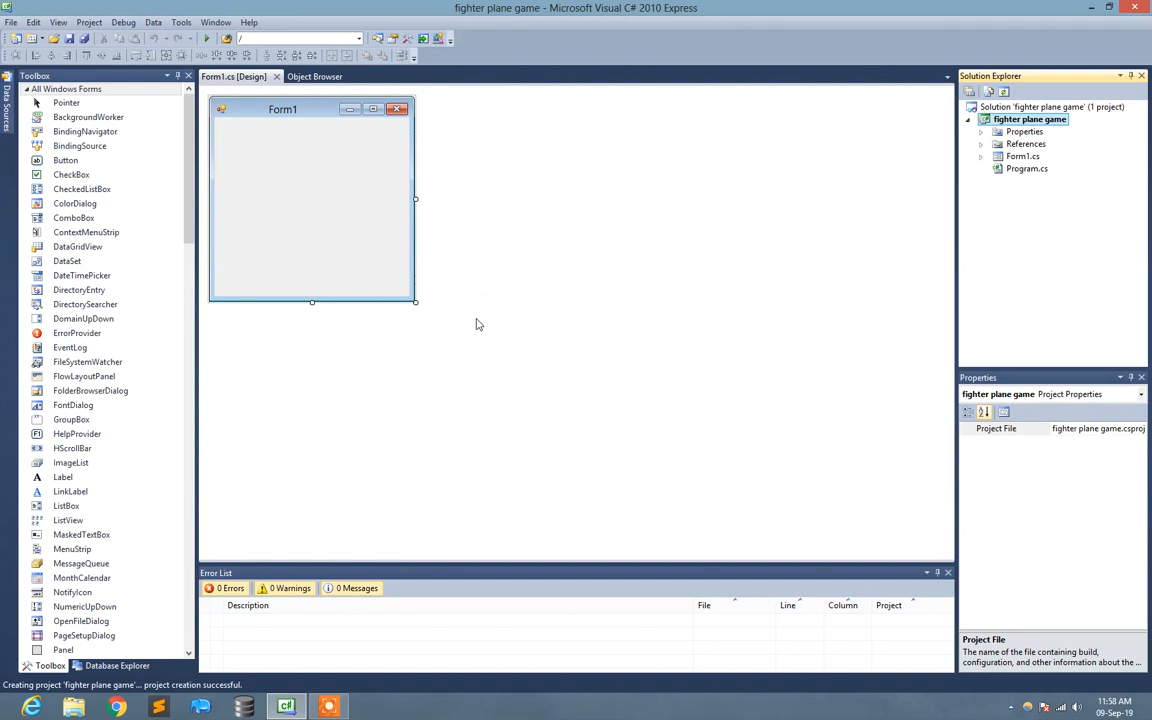 fighter plane game - Microsoft Visual C# 2010 Express
File Edit View Project Debug Data Tools Window Help
/
Data Sources
Toolbox
All Windows Forms
Pointer
BackgroundWorker
BindingNavigator
BindingSource
Button
CheckBox
CheckedListBox
ColorDialog
ComboBox
ContextMenuStrip
DataGridView
DataSet
DateTimePicker
DirectoryEntry
DirectorySearcher
DomainUpDown
ErrorProvider
EventLog
FileSystemWatcher
FlowLayoutPanel
FolderBrowserDialog
FontDialog
GroupBox
HelpProvider
HScrollBar
ImageList
Label
LinkLabel
ListBox
ListView
MaskedTextBox
MenuStrip
MessageQueue
MonthCalendar
NotifyIcon
NumericUpDown
OpenFileDialog
PageSetupDialog
Panel
Toolbox Database Explorer
Form1.cs [Design] Object Browser
Form1
Error List
0 Errors 0 Warnings 0 Messages
Description File Line Column Project
Solution Explorer
Solution 'fighter plane game' (1 project)
fighter plane game
Properties
References
Form1.cs
Program.cs
Properties
fighter plane game Project Properties
Project File fighter plane game.csproj
Project File
The name of the file containing build,
configuration, and other information about the ...
Creating project 'fighter plane game'... project creation successful.
11:58 AM
09-Sep-19